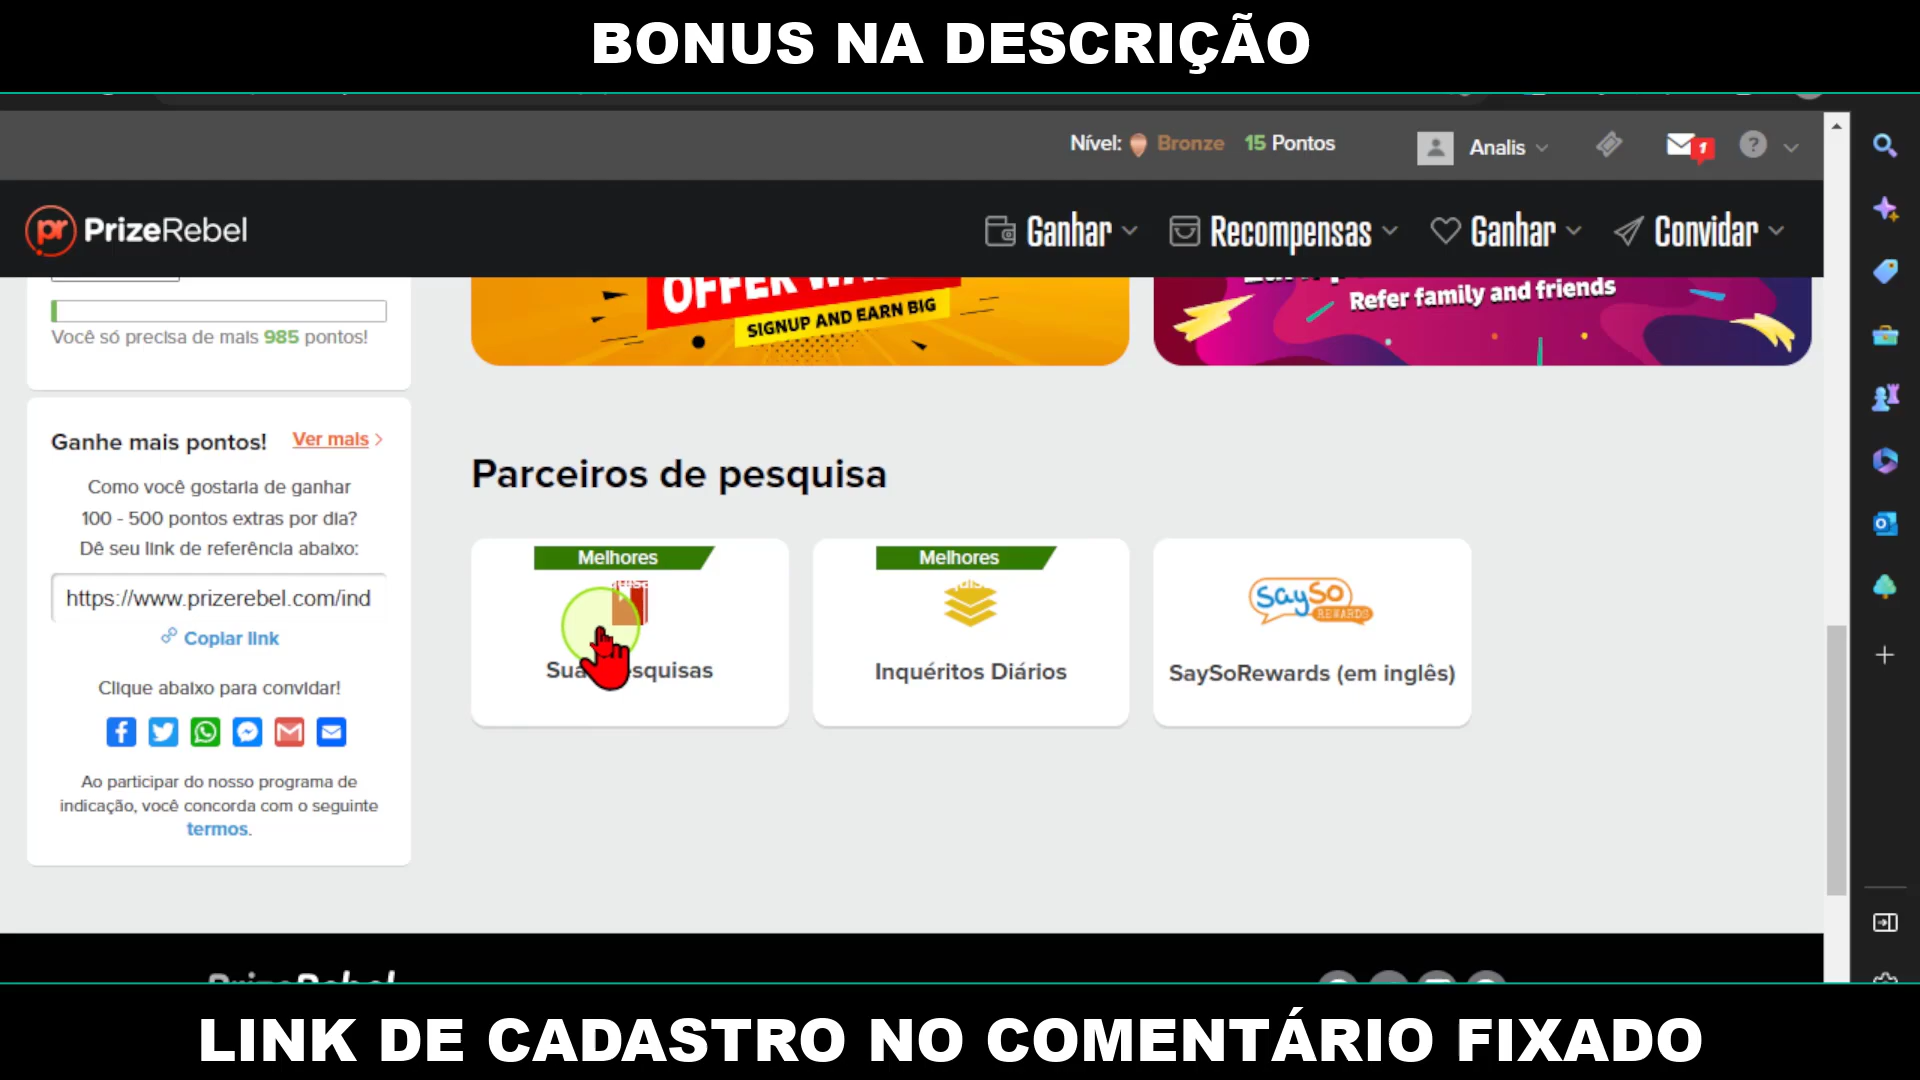 BONUS NA DESCRIÇÃO
Nível: Bronze 15 Pontos Analis 1 ?
pr PrizeRebel
Ganhar Recompensas Ganhar Convidar
OFFER
SIGNUP AND EARN BIG
Refer family and friends
Você só precisa de mais 985 pontos!
Ganhe mais pontos! Ver mais >
Como você gostaria de ganhar
100 - 500 pontos extras por dia?
Dê seu link de referência abaixo:
https://www.prizerebel.com/ind
Copiar link
Clique abaixo para convidar!
Ao participar do nosso programa de
indicação, você concorda com o seguinte
termos.
Parceiros de pesquisa
Melhores
Melhores
SaySo REWARDS
Inquéritos Diários
SaySoRewards (em inglês)
PrizeRebel
LINK DE CADASTRO NO COMENTÁRIO FIXADO